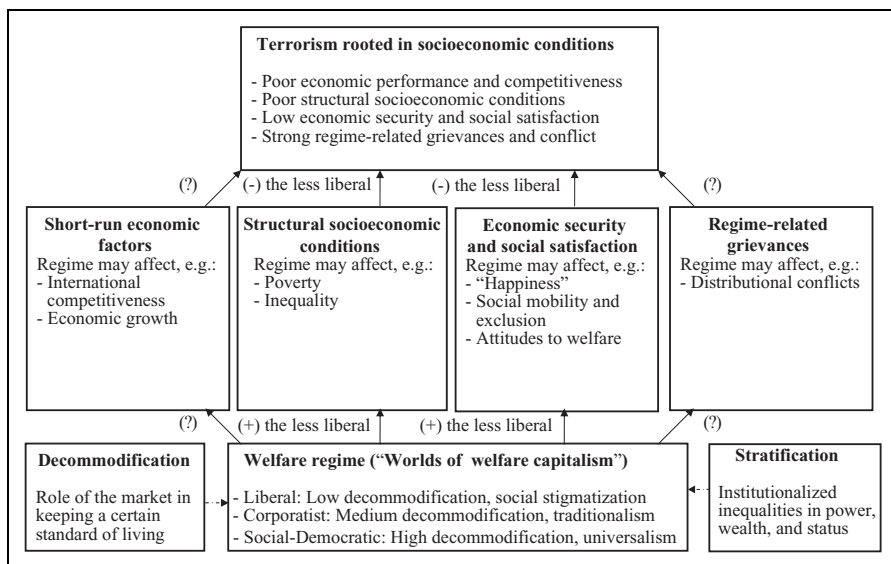 Terrorism rooted in socioeconomic conditions
- Poor economic performance and competitiveness
- Poor structural socioeconomic conditions
- Low economic security and social satisfaction
- Strong regime-related grievances and conflict
(?)
(-) the less liberal
(-) the less liberal
(?)
Short-run economic
factors
Regime may affect, e.g.:
- International
competitiveness
- Economic growth
Structural socioeconomic
conditions
Regime may affect, e.g.:
- Poverty
- Inequality
Economic security
and social satisfaction
Regime may affect, e.g.:
- “Happiness”
- Social mobility and
exclusion
- Attitudes to welfare
Regime-related
grievances
Regime may affect, e.g.:
- Distributional conflicts
(?)
(+) the less liberal
(+) the less liberal
(?)
Decommodification
Role of the market in
keeping a certain
standard of living
Welfare regime (“Worlds of welfare capitalism”)
- Liberal: Low decommodification, social stigmatization
- Corporatist: Medium decommodification, traditionalism
- Social-Democratic: High decommodification, universalism
Stratification
Institutionalized
inequalities in power,
wealth, and status